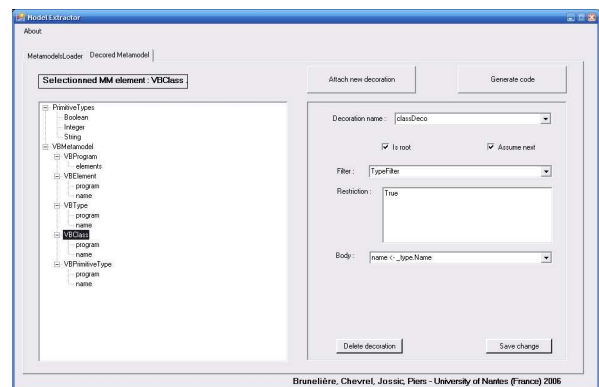 Model Extractor
About
MetamodelsLoader
Decored Metamodel
Selectionned MM element : VBClass
Attach new decoration
Generate code
PrimitiveTypes
Boolean
Integer
String
VBMetamodel
VBProgram
elements
VBElement
program
name
VBType
program
name
VBClass
program
name
VBPrimitiveType
program
name
Decoration name : classDeco
Is root
Assume next
Filter : TypeFilter
Restriction : True
Body : name <- _type.Name
Delete decoration
Save change
Brunelière, Chevrel, Jossic, Piers - University of Nantes (France) 2006